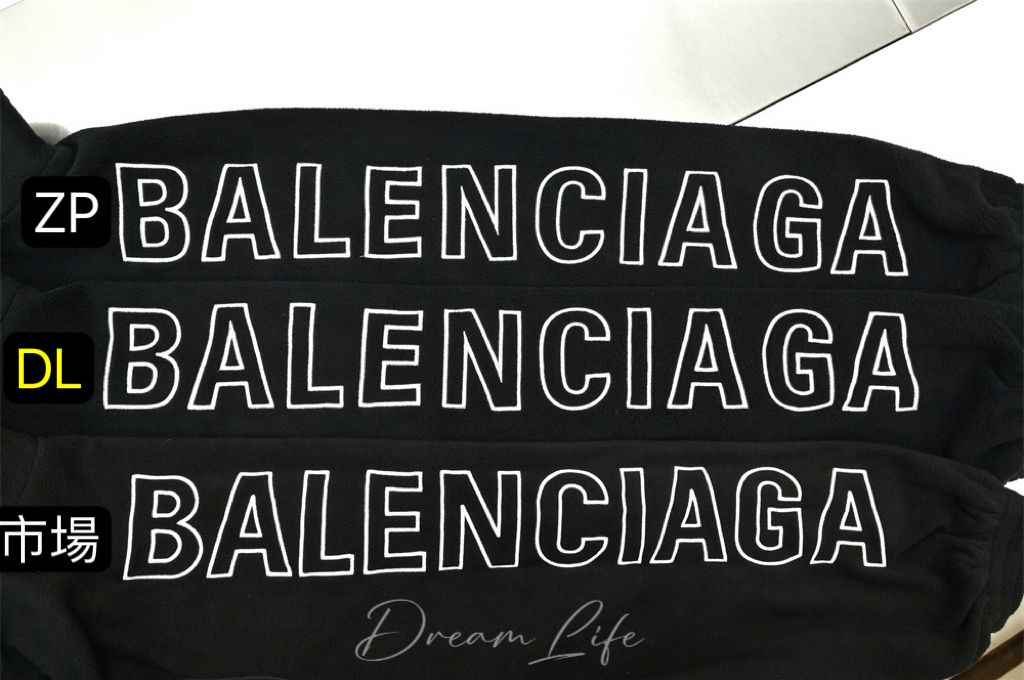 ZP BALENCIAGA
DL BALENCIAGA
市場 BALENCIAGA
Dream Life